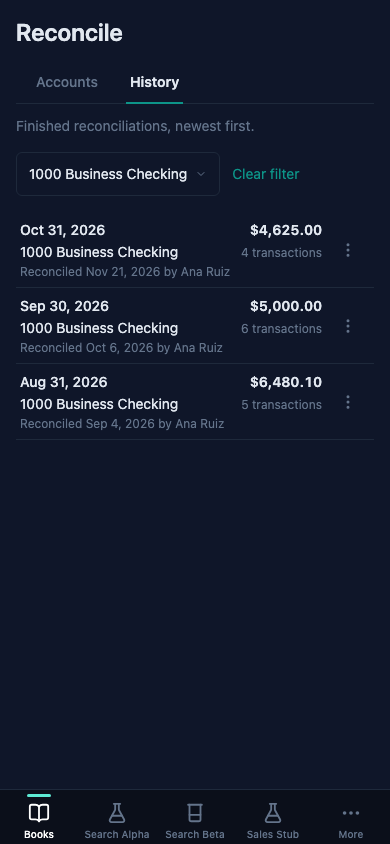 Reconcile
Accounts History
Finished reconciliations, newest first.
1000 Business Checking Clear filter
Oct 31, 2026 $4,625.00
1000 Business Checking 4 transactions
Reconciled Nov 21, 2026 by Ana Ruiz
Sep 30, 2026 $5,000.00
1000 Business Checking 6 transactions
Reconciled Oct 6, 2026 by Ana Ruiz
Aug 31, 2026 $6,480.10
1000 Business Checking 5 transactions
Reconciled Sep 4, 2026 by Ana Ruiz
Books Search Alpha Search Beta Sales Stub More